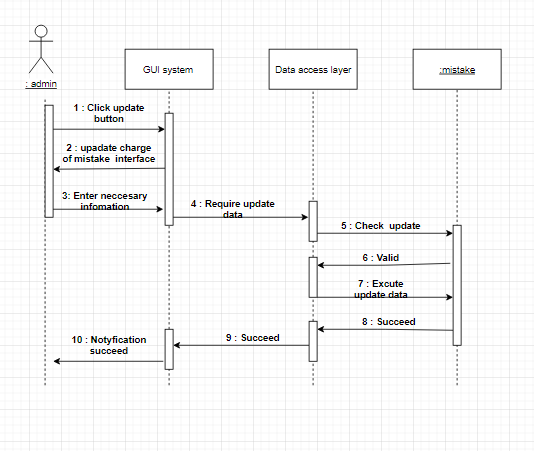 GUI system
Data access layer
:mistake
: admin
1 : Click update
button
2 : upadate charge
of mistake interface
3: Enter neccesary
infomation
4 : Require update
data
5 : Check update
6 : Valid
7 : Excute
update data
8 : Succeed
9 : Succeed
10 : Notyfication
succeed